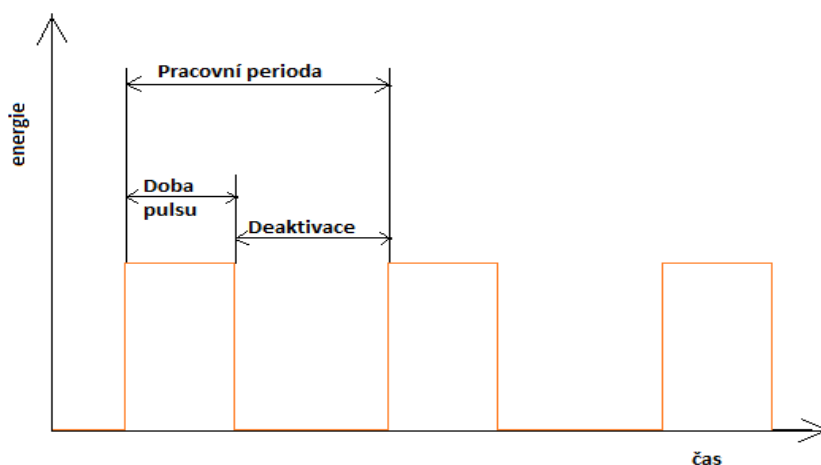 Pracovní perioda
energie
Doba
pulsu
Deaktivace
čas